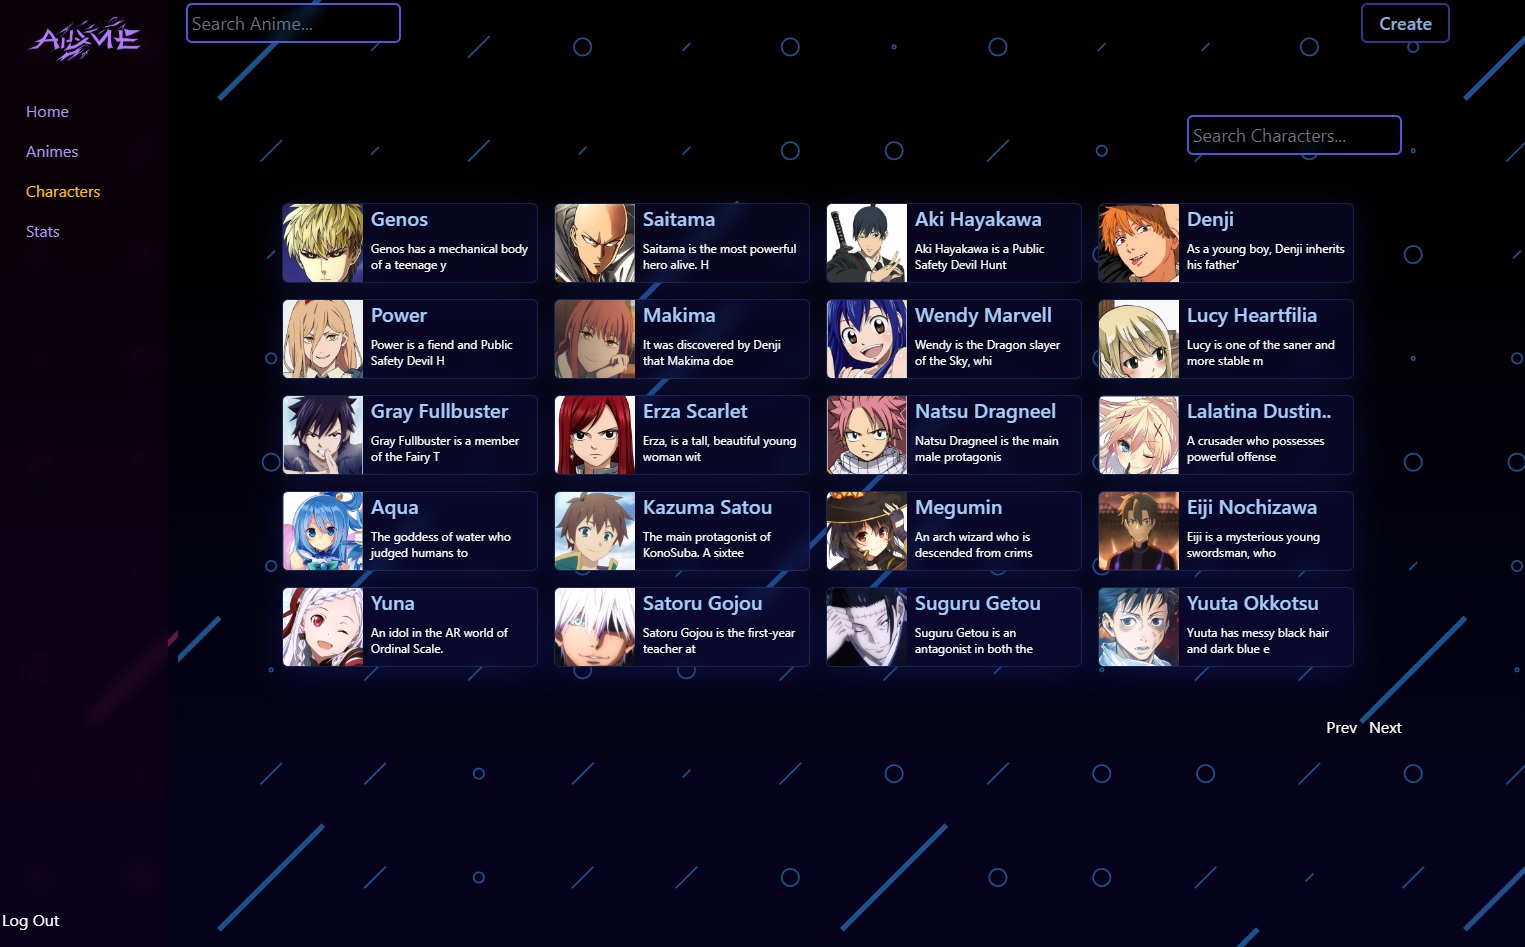 ANIME
Search Anime...
Create
Home
Animes
Characters
Stats
Search Characters...
Genos
Genos has a mechanical body
of a teenage y
Saitama
Saitama is the most powerful
hero alive. H
Aki Hayakawa
Aki Hayakawa is a Public
Safety Devil Hunt
Denji
As a young boy, Denji inherits
his father'
Power
Power is a fiend and Public
Safety Devil H
Makima
It was discovered by Denji
that Makima doe
Wendy Marvell
Wendy is the Dragon slayer
of the Sky, whi
Lucy Heartfilia
Lucy is one of the saner and
more stable m
Gray Fullbuster
Gray Fullbuster is a member
of the Fairy T
Erza Scarlet
Erza, is a tall, beautiful young
woman wit
Natsu Dragneel
Natsu Dragneel is the main
male protagonis
Lalatina Dustin..
A crusader who possesses
powerful offense
Aqua
The goddess of water who
judged humans to
Kazuma Satou
The main protagonist of
KonoSuba. A sixtee
Megumin
An arch wizard who is
descended from crims
Eiji Nochizawa
Eiji is a mysterious young
swordsman, who
Yuna
An idol in the AR world of
Ordinal Scale.
Satoru Gojou
Satoru Gojou is the first-year
teacher at
Suguru Getou
Suguru Getou is an
antagonist in both the
Yuuta Okkotsu
Yuuta has messy black hair
and dark blue e
Prev Next
Log Out